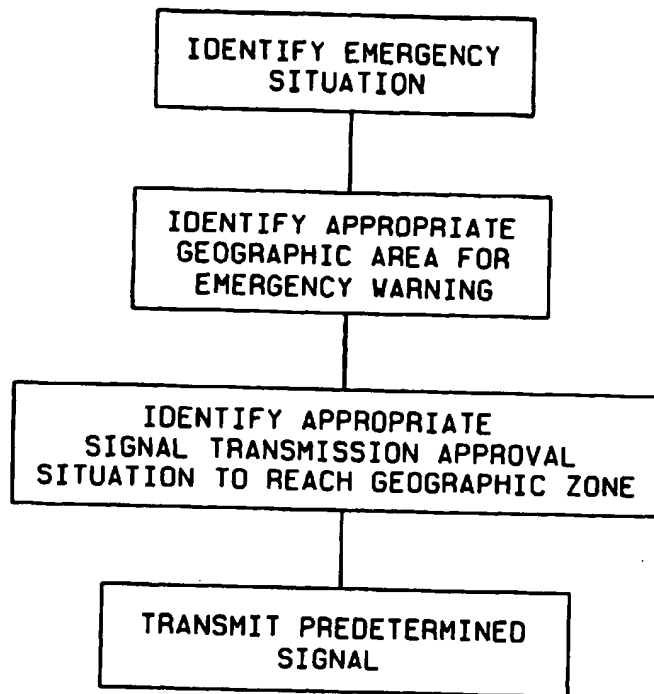 IDENTIFY EMERGENCY
SITUATION
IDENTIFY APPROPRIATE
GEOGRAPHIC AREA FOR
EMERGENCY WARNING
IDENTIFY APPROPRIATE
SIGNAL TRANSMISSION APPROVAL
SITUATION TO REACH GEOGRAPHIC ZONE
TRANSMIT PREDETERMINED
SIGNAL